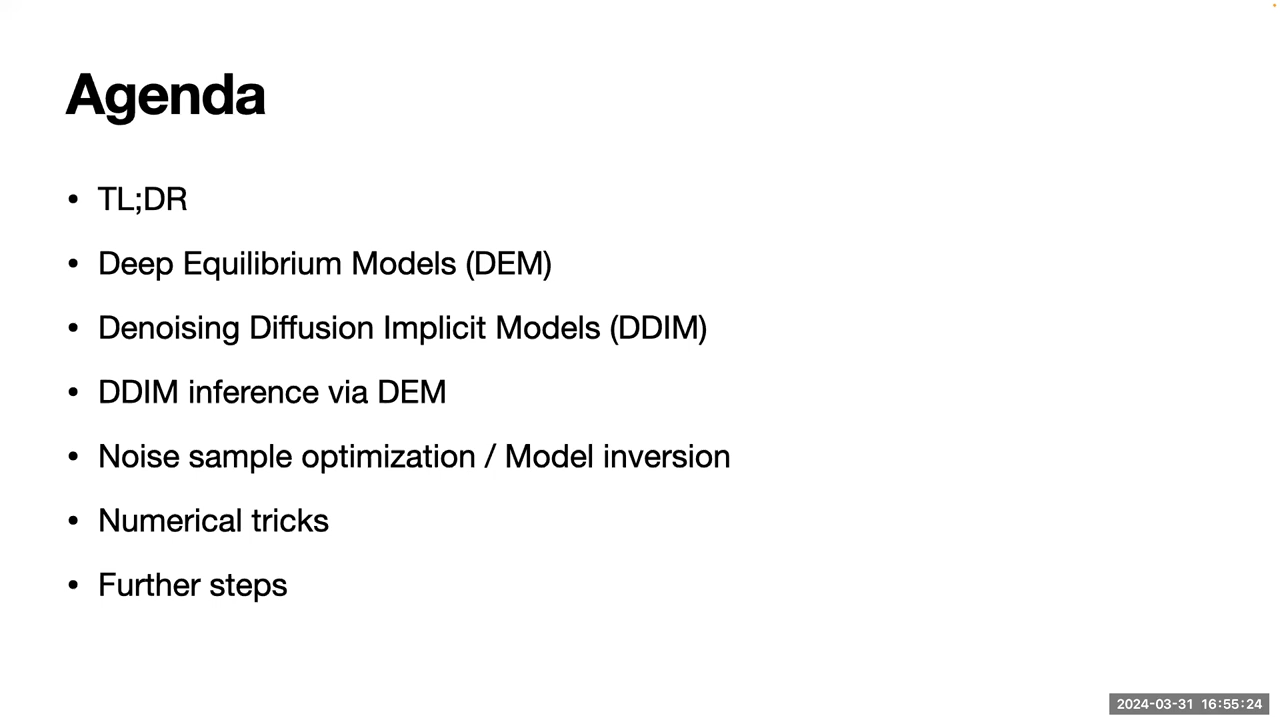 Agenda
• TL;DR
• Deep Equilibrium Models (DEM)
• Denoising Diffusion Implicit Models (DDIM)
• DDIM inference via DEM
• Noise sample optimization / Model inversion
• Numerical tricks
• Further steps
2024-03-31 16:55:24